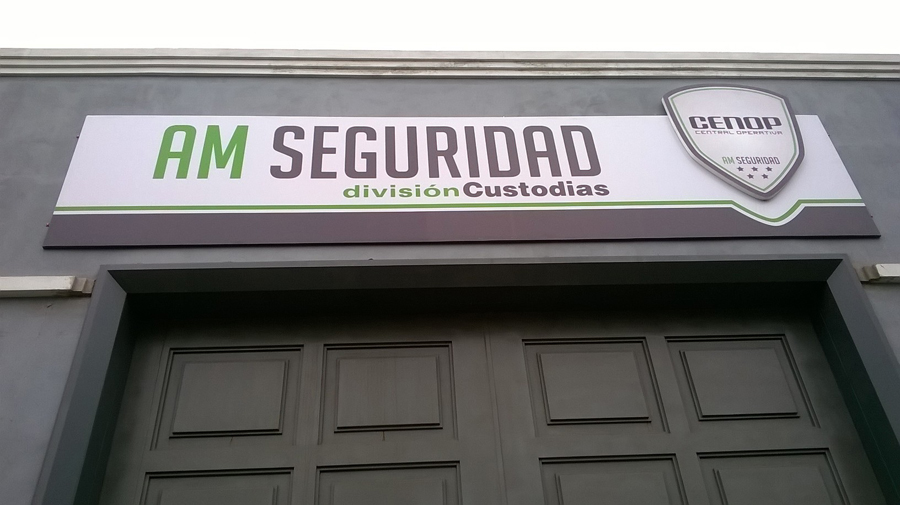 AM SEGURIDAD
divisiónCustodias
CENOP
CENTRAL OPERATIVA
AM SEGURIDAD